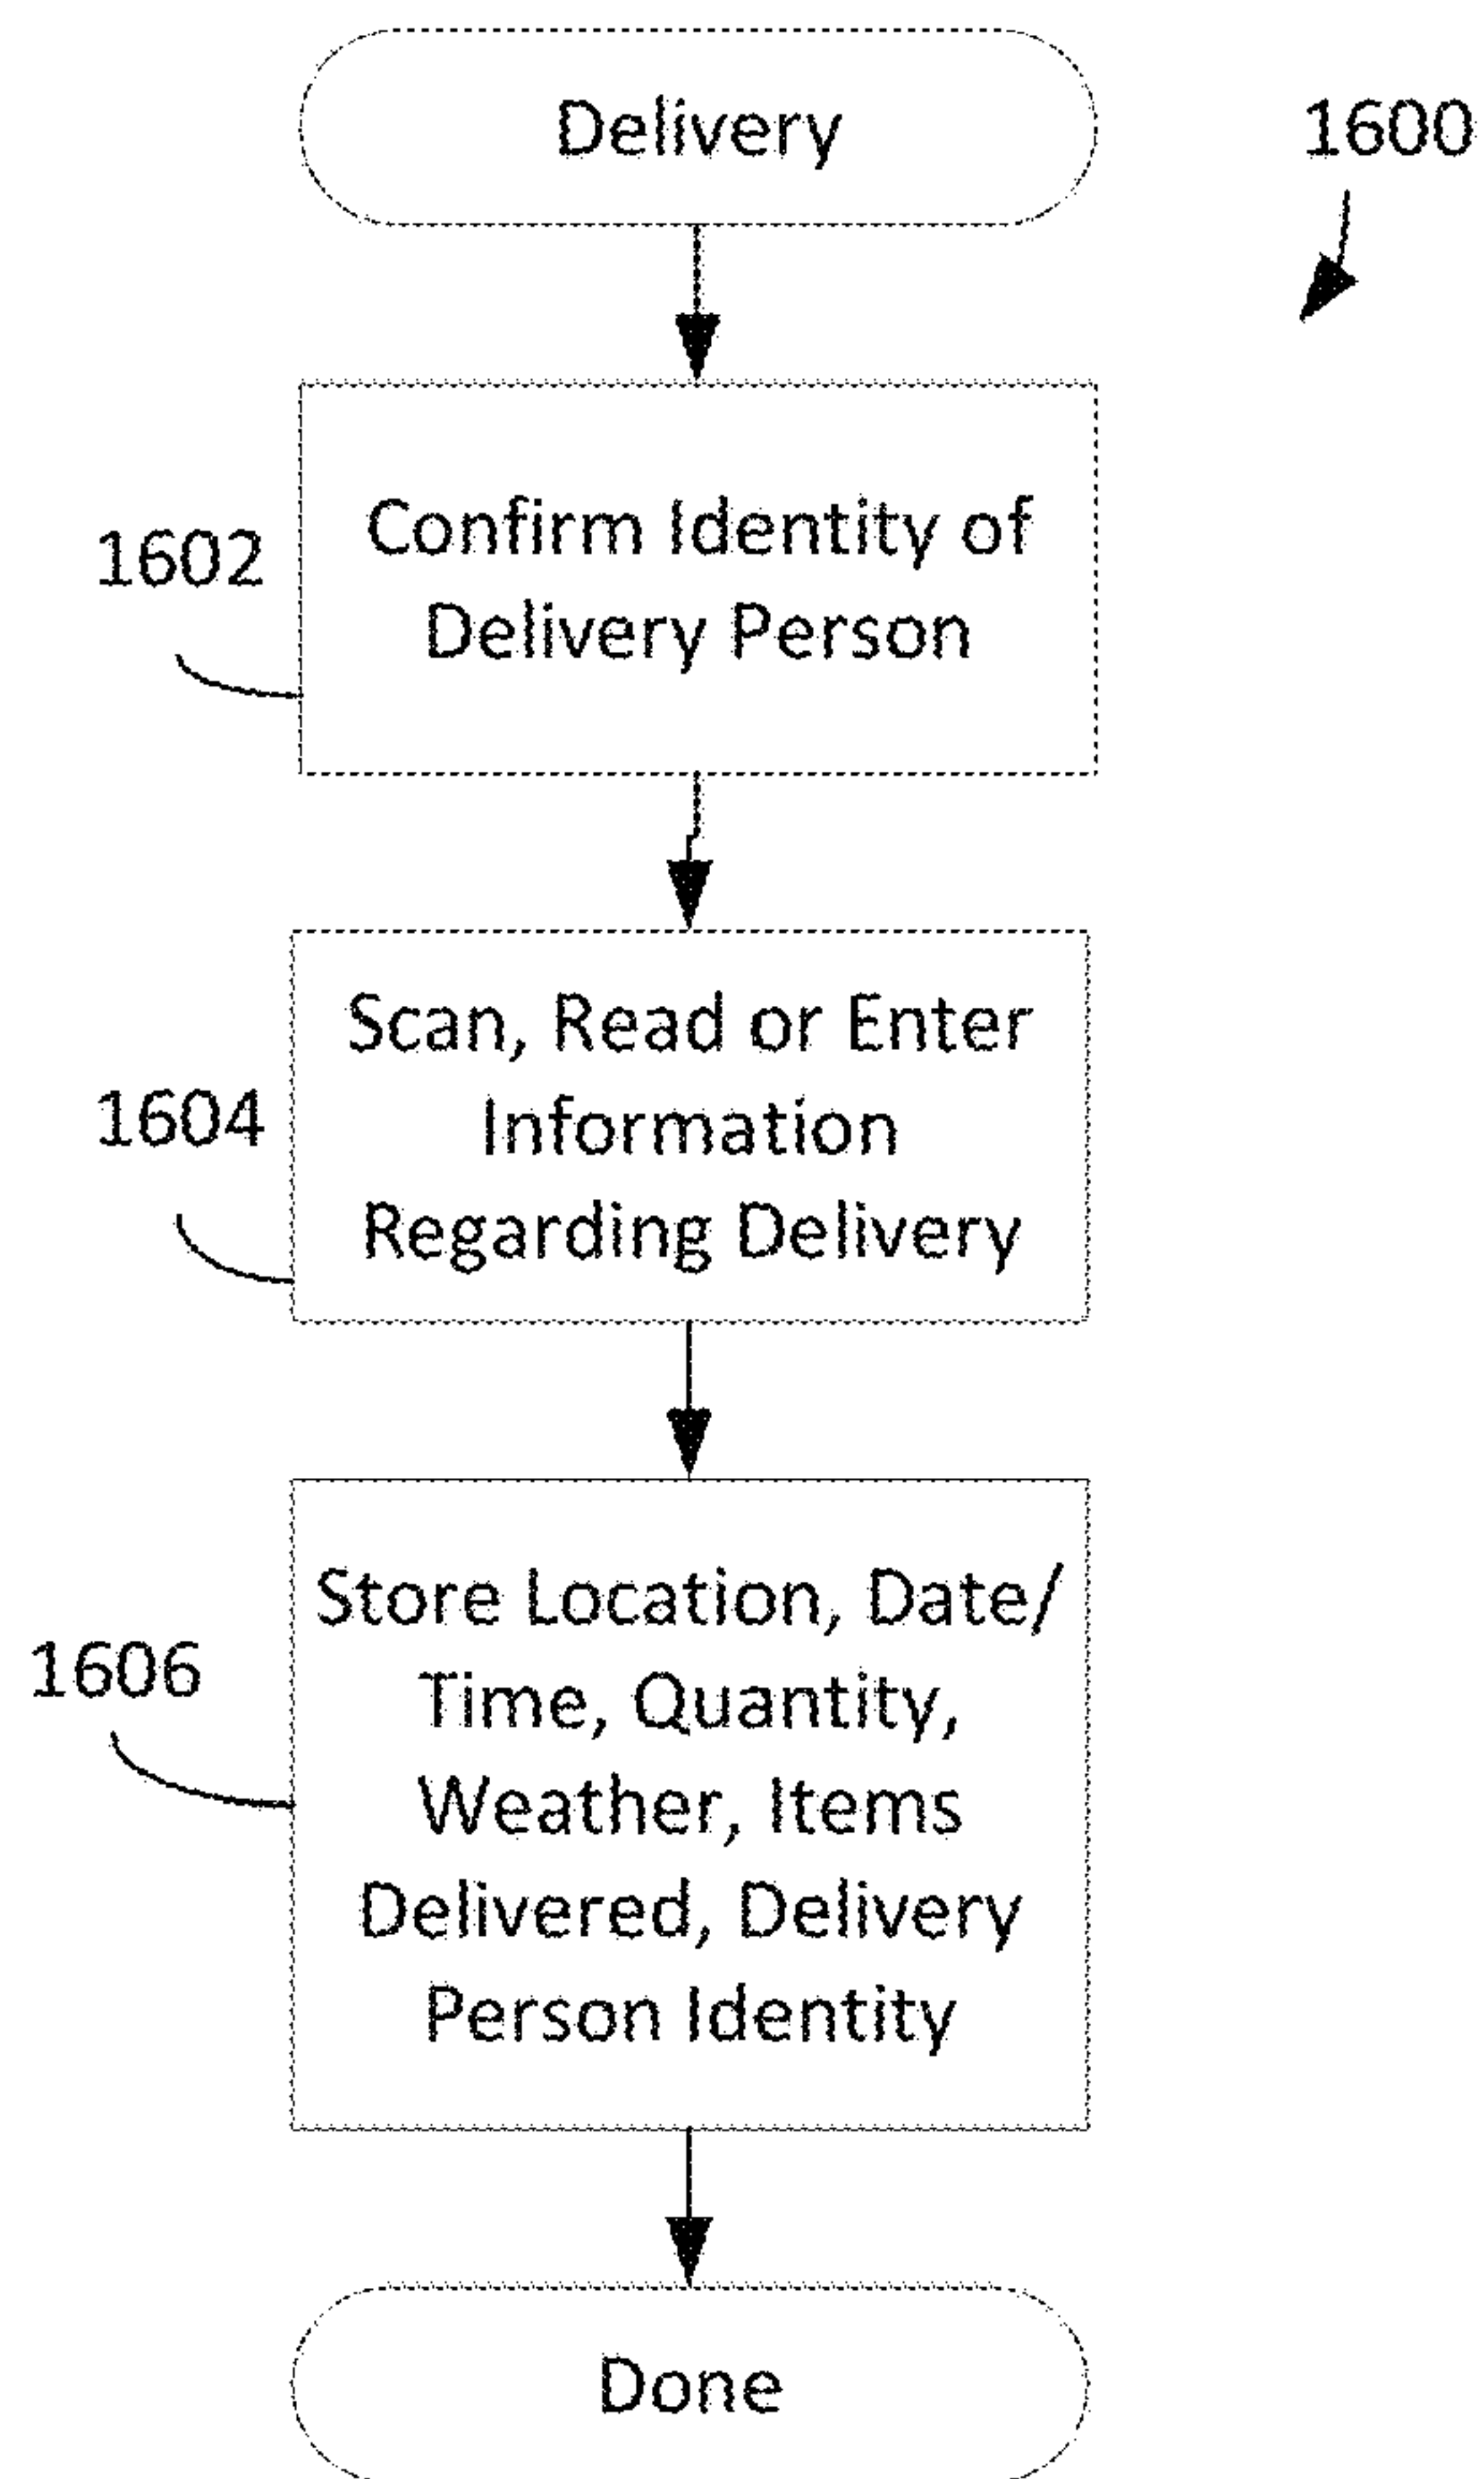 Delivery
1600
1602
Confirm Identity of
Delivery Person
1604
Scan, Read or Enter
Information
Regarding Delivery
1606
Store Location, Date/
Time, Quantity,
Weather, Items
Delivered, Delivery
Person Identity
Done